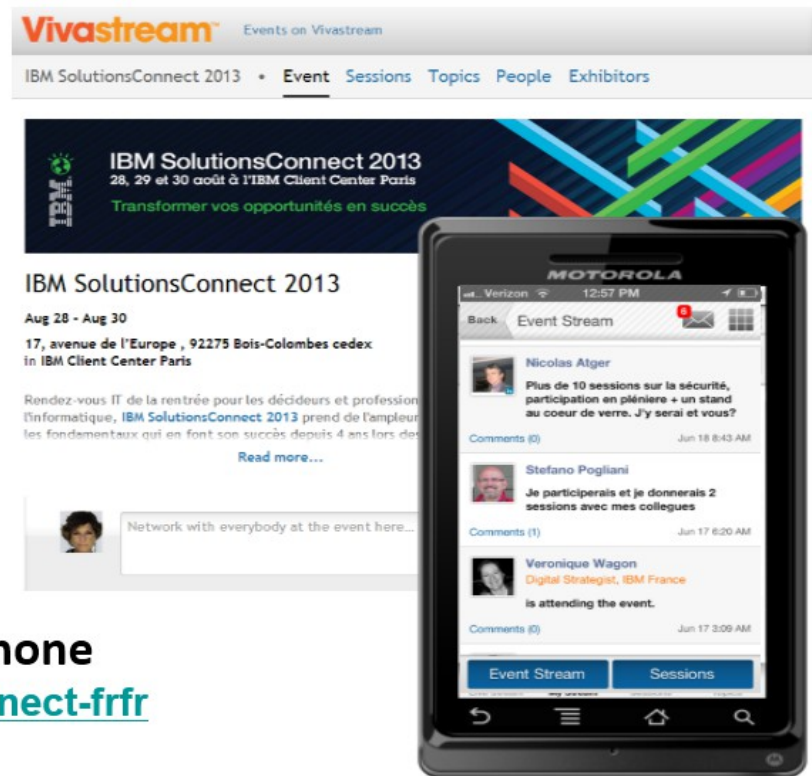 Vivastream™ Events on Vivastream
IBM SolutionsConnect 2013 • Event Sessions Topics People Exhibitors
IBM
IBM SolutionsConnect 2013
28, 29 et 30 août à l'IBM Client Center Paris
Transformer vos opportunités en succès
IBM SolutionsConnect 2013
Aug 28 - Aug 30
17, avenue de l'Europe , 92275 Bois-Colombes cedex
in IBM Client Center Paris
Rendez-vous IT de la rentrée pour les décideurs et profession
l'informatique, IBM SolutionsConnect 2013 prend de l'ampleur
les fondamentaux qui en font son succès depuis 4 ans lors des
Read more...
Network with everybody at the event here...
hone
nect-frfr
MOTOROLA
Verizon 12:57 PM
Back Event Stream 6
Nicolas Atger
Plus de 10 sessions sur la sécurité,
participation en plénière + un stand
au coeur de verre. J'y serai et vous?
Comments (0) Jun 18 8:43 AM
Stefano Pogliani
Je participerais et je donnerais 2
sessions avec mes collegues
Comments (1) Jun 17 6:20 AM
Veronique Wagon
Digital Strategist, IBM France
is attending the event.
Comments (0) Jun 17 3:09 AM
Event Stream Sessions